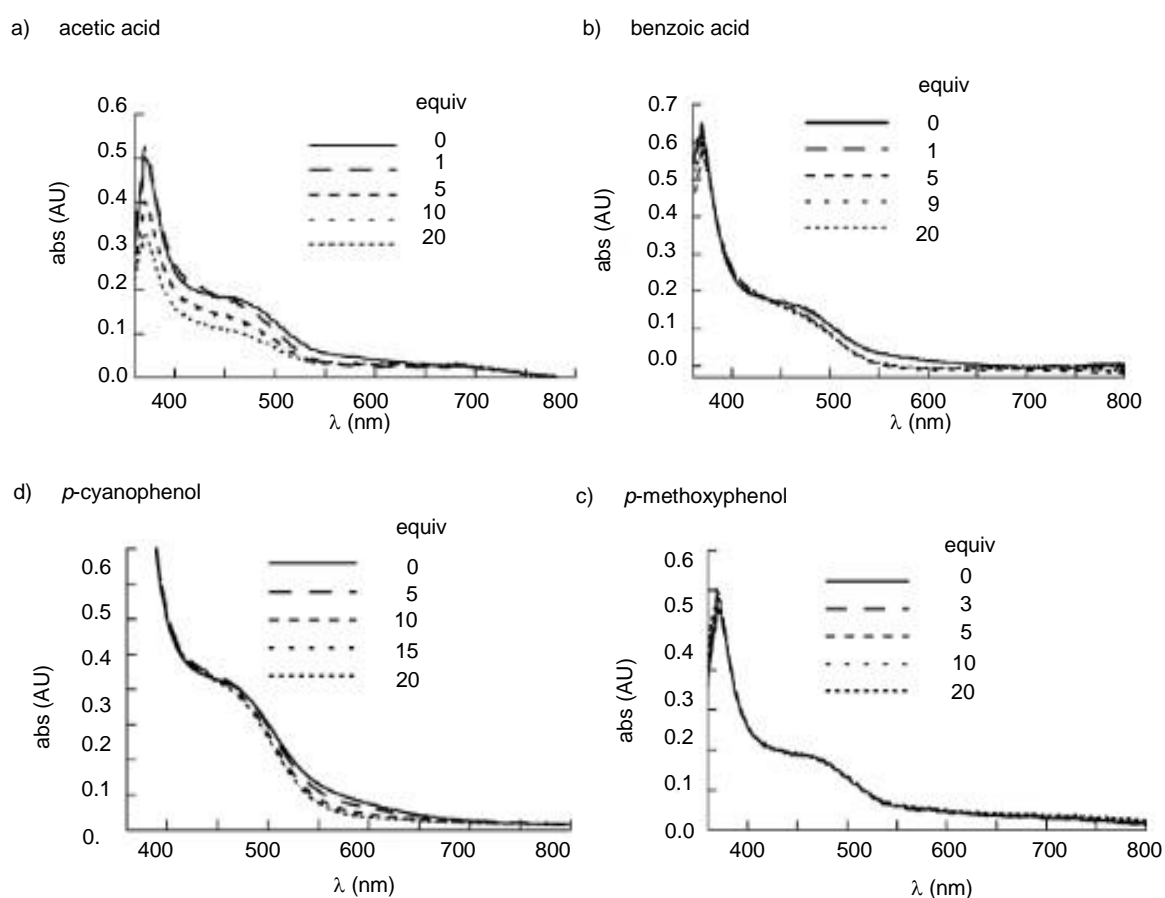 a) acetic acid
equiv
0
1
5
10
20
0.6
0.5
0.4
0.3
0.2
0.1
0.0
abs (AU)
400 500 600 700 800
λ (nm)
b) benzoic acid
equiv
0
1
5
9
20
0.7
0.6
0.5
0.4
0.3
0.2
0.1
0.0
abs (AU)
400 500 600 700 800
λ (nm)
d) p-cyanophenol
equiv
0
5
10
15
20
0.6
0.5
0.4
0.3
0.2
0.1
0.
abs (AU)
400 500 600 700 800
λ (nm)
c) p-methoxyphenol
equiv
0
3
5
10
20
0.6
0.5
0.4
0.3
0.2
0.1
0.0
abs (AU)
400 500 600 700 800
λ (nm)